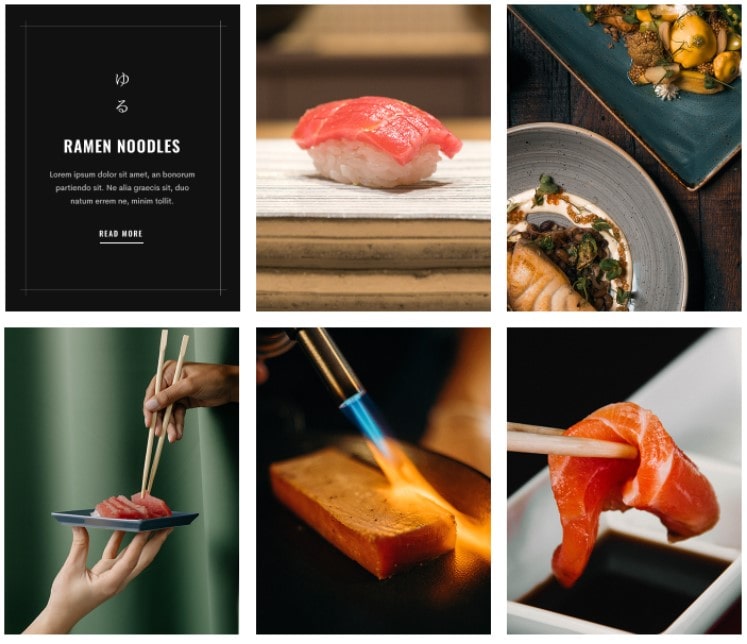 ゆ
る
RAMEN NOODLES
Lorem ipsum dolor sit amet, an bonorum
partiendo sit. Ne alia graecis sit, duo
natum errem ne, minim tollit.
READ MORE